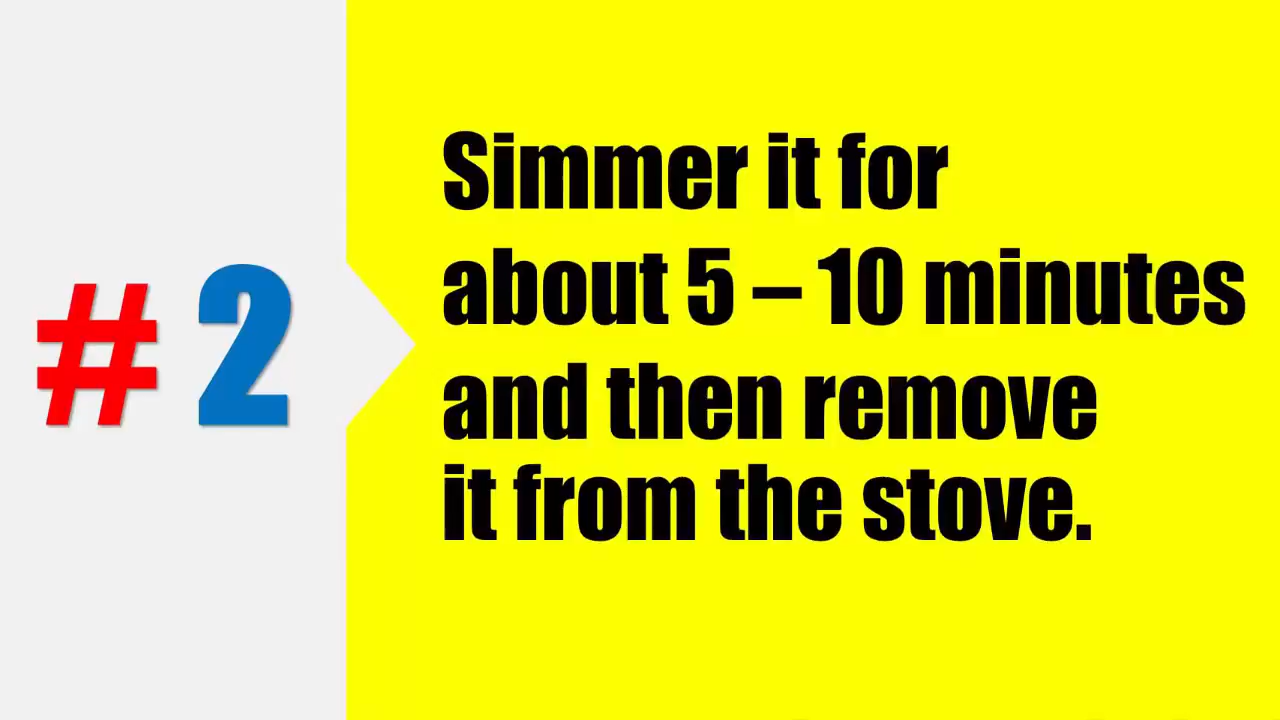 #2
Simmer it for
about 5 – 10 minutes
and then remove
it from the stove.